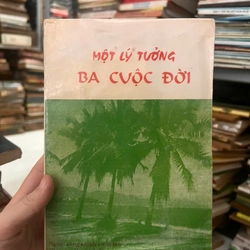 MỘT LÝ TƯỞNG
BA CUỘC ĐỜI